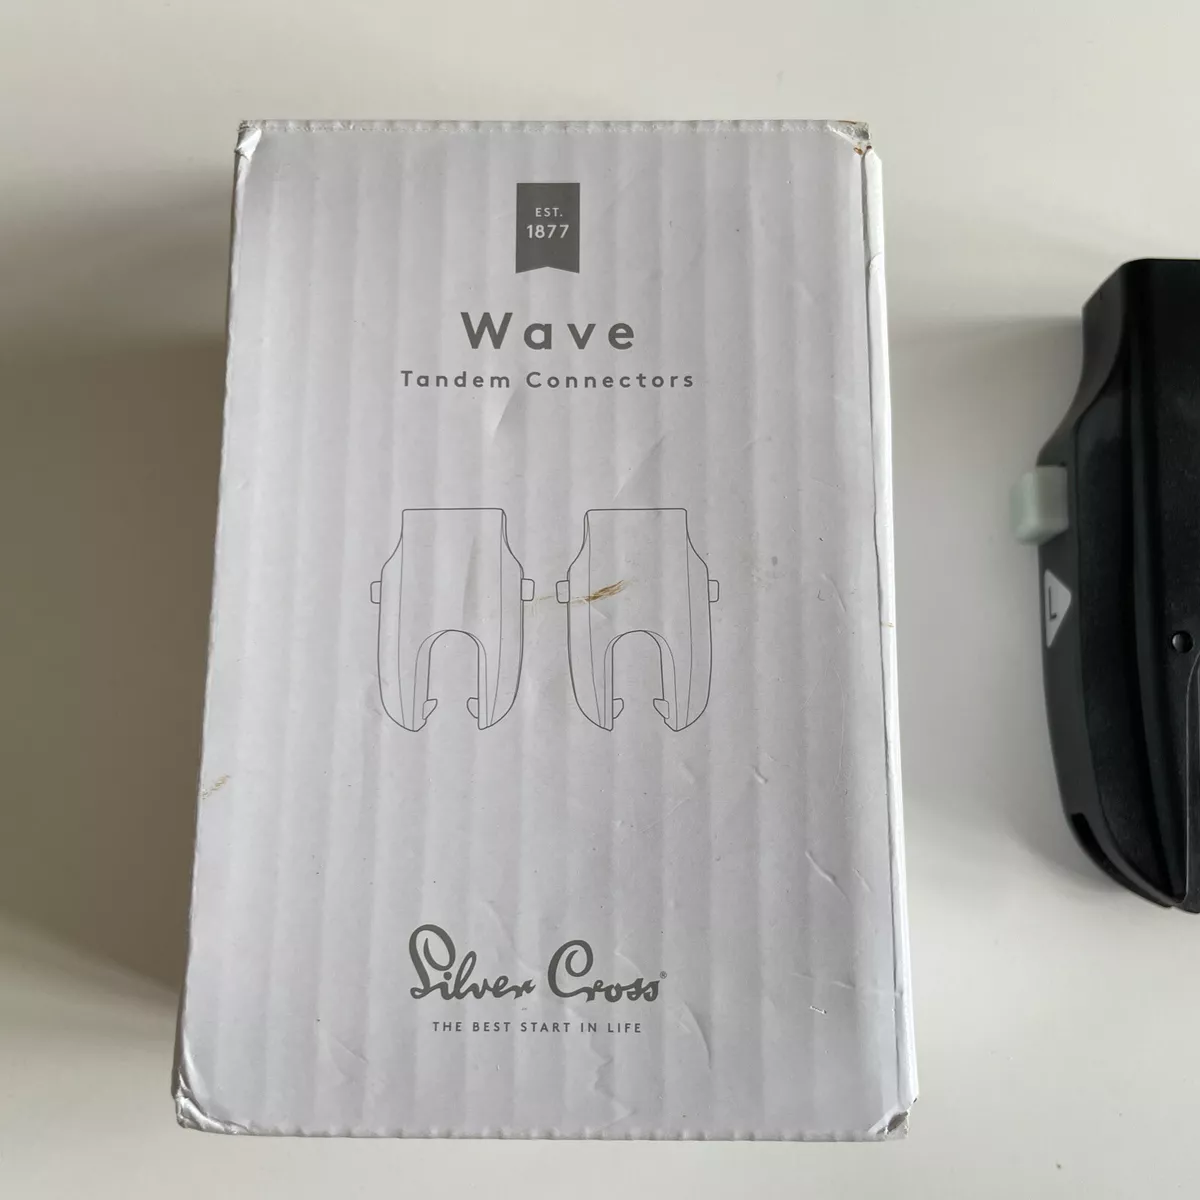 EST.
1877
Wave
Tandem Connectors
Silver Cross®
THE BEST START IN LIFE
L